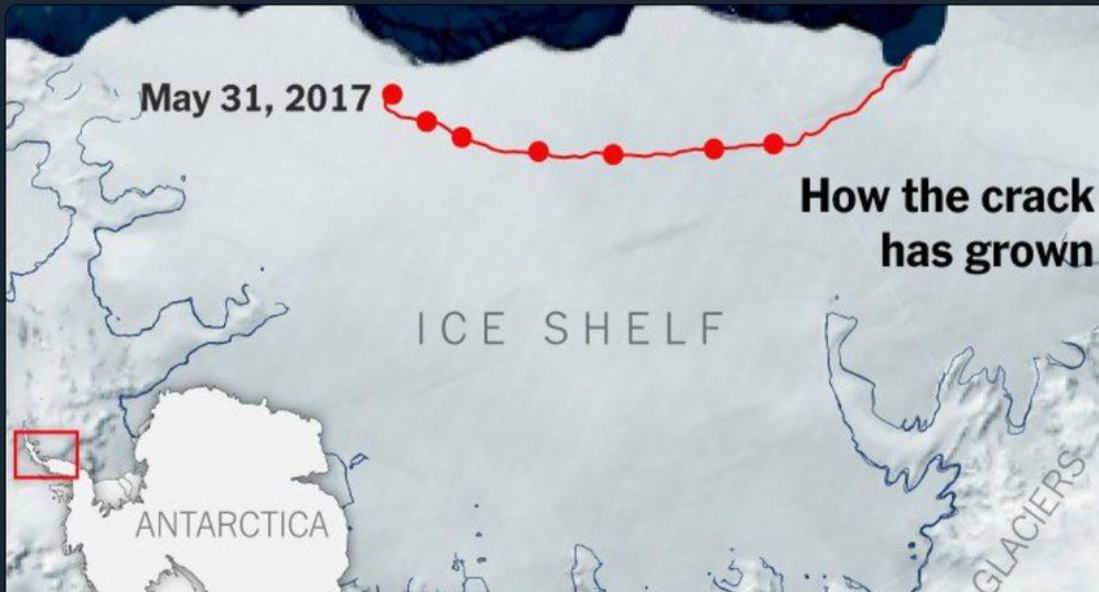 May 31, 2017
How the crack
has grown
ICE SHELF
ANTARCTICA
GLACIERS